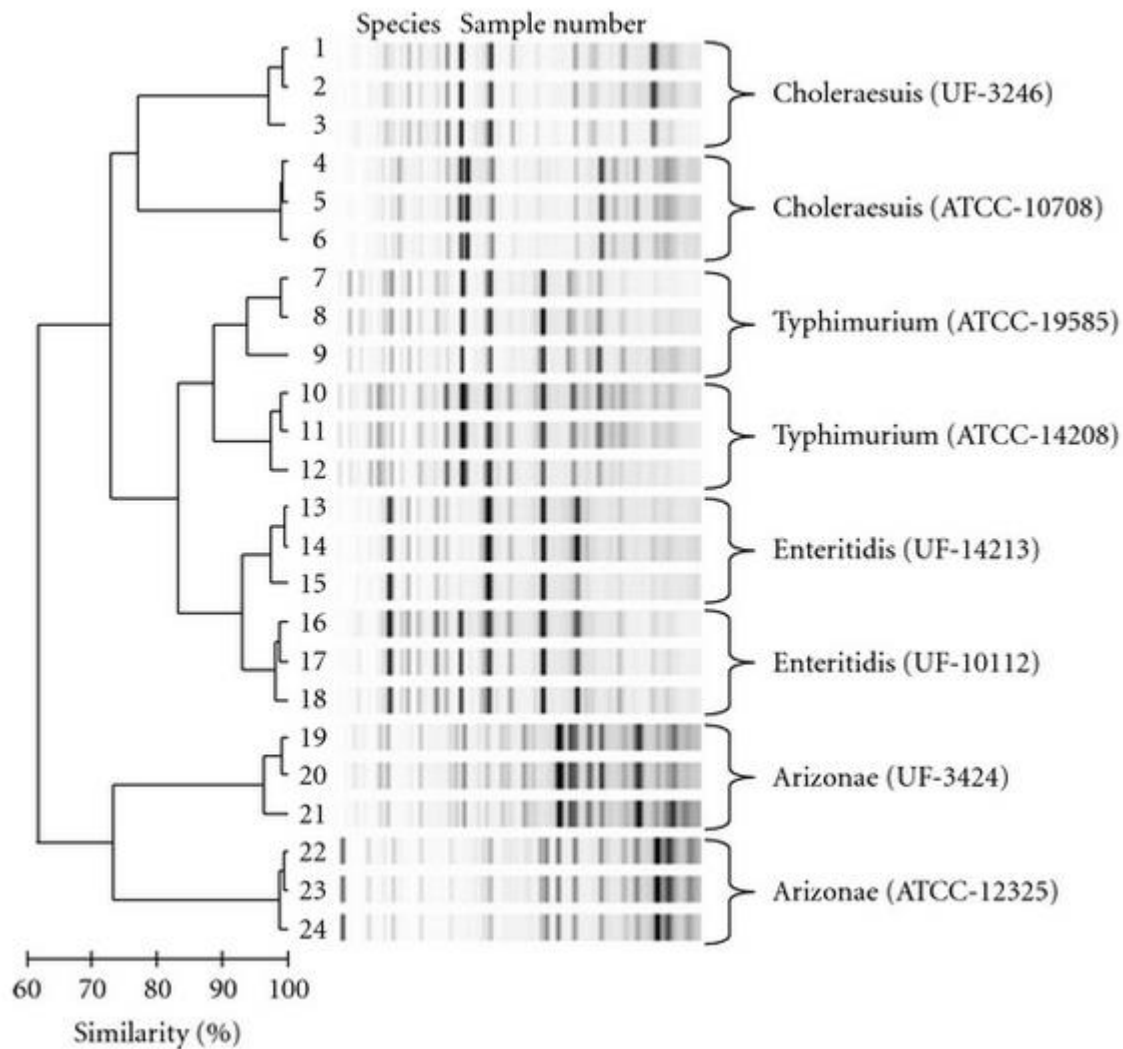 Species Sample number
1
2
3
Choleraesuis (UF-3246)
4
5
6
Choleraesuis (ATCC-10708)
7
8
9
Typhimurium (ATCC-19585)
10
11
12
Typhimurium (ATCC-14208)
13
14
15
Enteritidis (UF-14213)
16
17
18
Enteritidis (UF-10112)
19
20
21
Arizonae (UF-3424)
22
23
24
Arizonae (ATCC-12325)
60 70 80 90 100
Similarity (%)